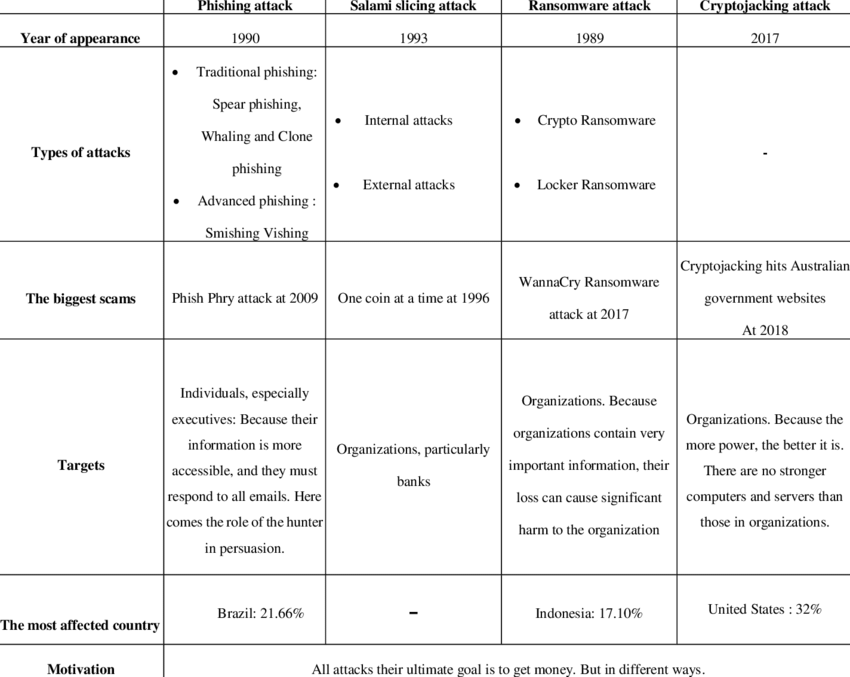 Phishing attack Salami slicing attack Ransomware attack Cryptojacking attack
Year of appearance 1990 1993 1989 2017
Types of attacks
• Traditional phishing:
Spear phishing,
Whaling and Clone
phishing
• Advanced phishing :
Smishing Vishing
• Internal attacks
• External attacks
• Crypto Ransomware
• Locker Ransomware
-
The biggest scams
Phish Phry attack at 2009
One coin at a time at 1996
WannaCry Ransomware
attack at 2017
Cryptojacking hits Australian
government websites
At 2018
Targets
Individuals, especially
executives: Because their
information is more
accessible, and they must
respond to all emails. Here
comes the role of the hunter
in persuasion.
Organizations, particularly
banks
Organizations. Because
organizations contain very
important information, their
loss can cause significant
harm to the organization
Organizations. Because the
more power, the better it is.
There are no stronger
computers and servers than
those in organizations.
The most affected country
Brazil: 21.66%
–
Indonesia: 17.10%
United States : 32%
Motivation
All attacks their ultimate goal is to get money. But in different ways.